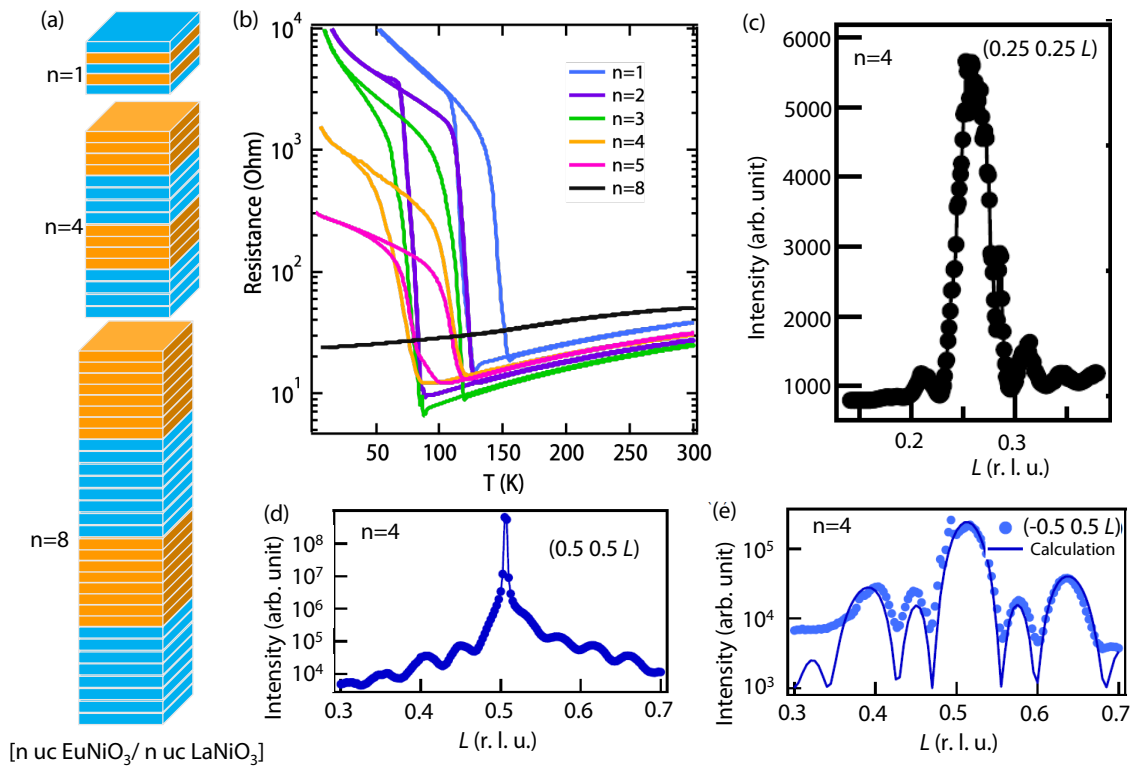 (a)
n=1
n=4
n=8
[n uc EuNiO₃/ n uc LaNiO₃]
(b)
Resistance (Ohm)
10⁴
10³
10²
10¹
n=1
n=2
n=3
n=4
n=5
n=8
50
100
150
200
250
300
T (K)
(c)
n=4
(0.25 0.25 L)
Intensity (arb. unit)
6000
5000
6000
3000
2000
1000
0.2
0.3
L (r. l. u.)
(d)
n=4
(0.5 0.5 L)
Intensity (arb. unit)
10⁸
10⁷
10⁶
10⁵
10⁴
0.3
0.4
0.5
0.6
0.7
L (r. l. u.)
(e)
n=4
(-0.5 0.5 L)
Calculation
Intensity (arb. unit)
10⁵
10⁴
10³
0.3
0.4
0.5
0.6
0.7
L (r. l. u.)